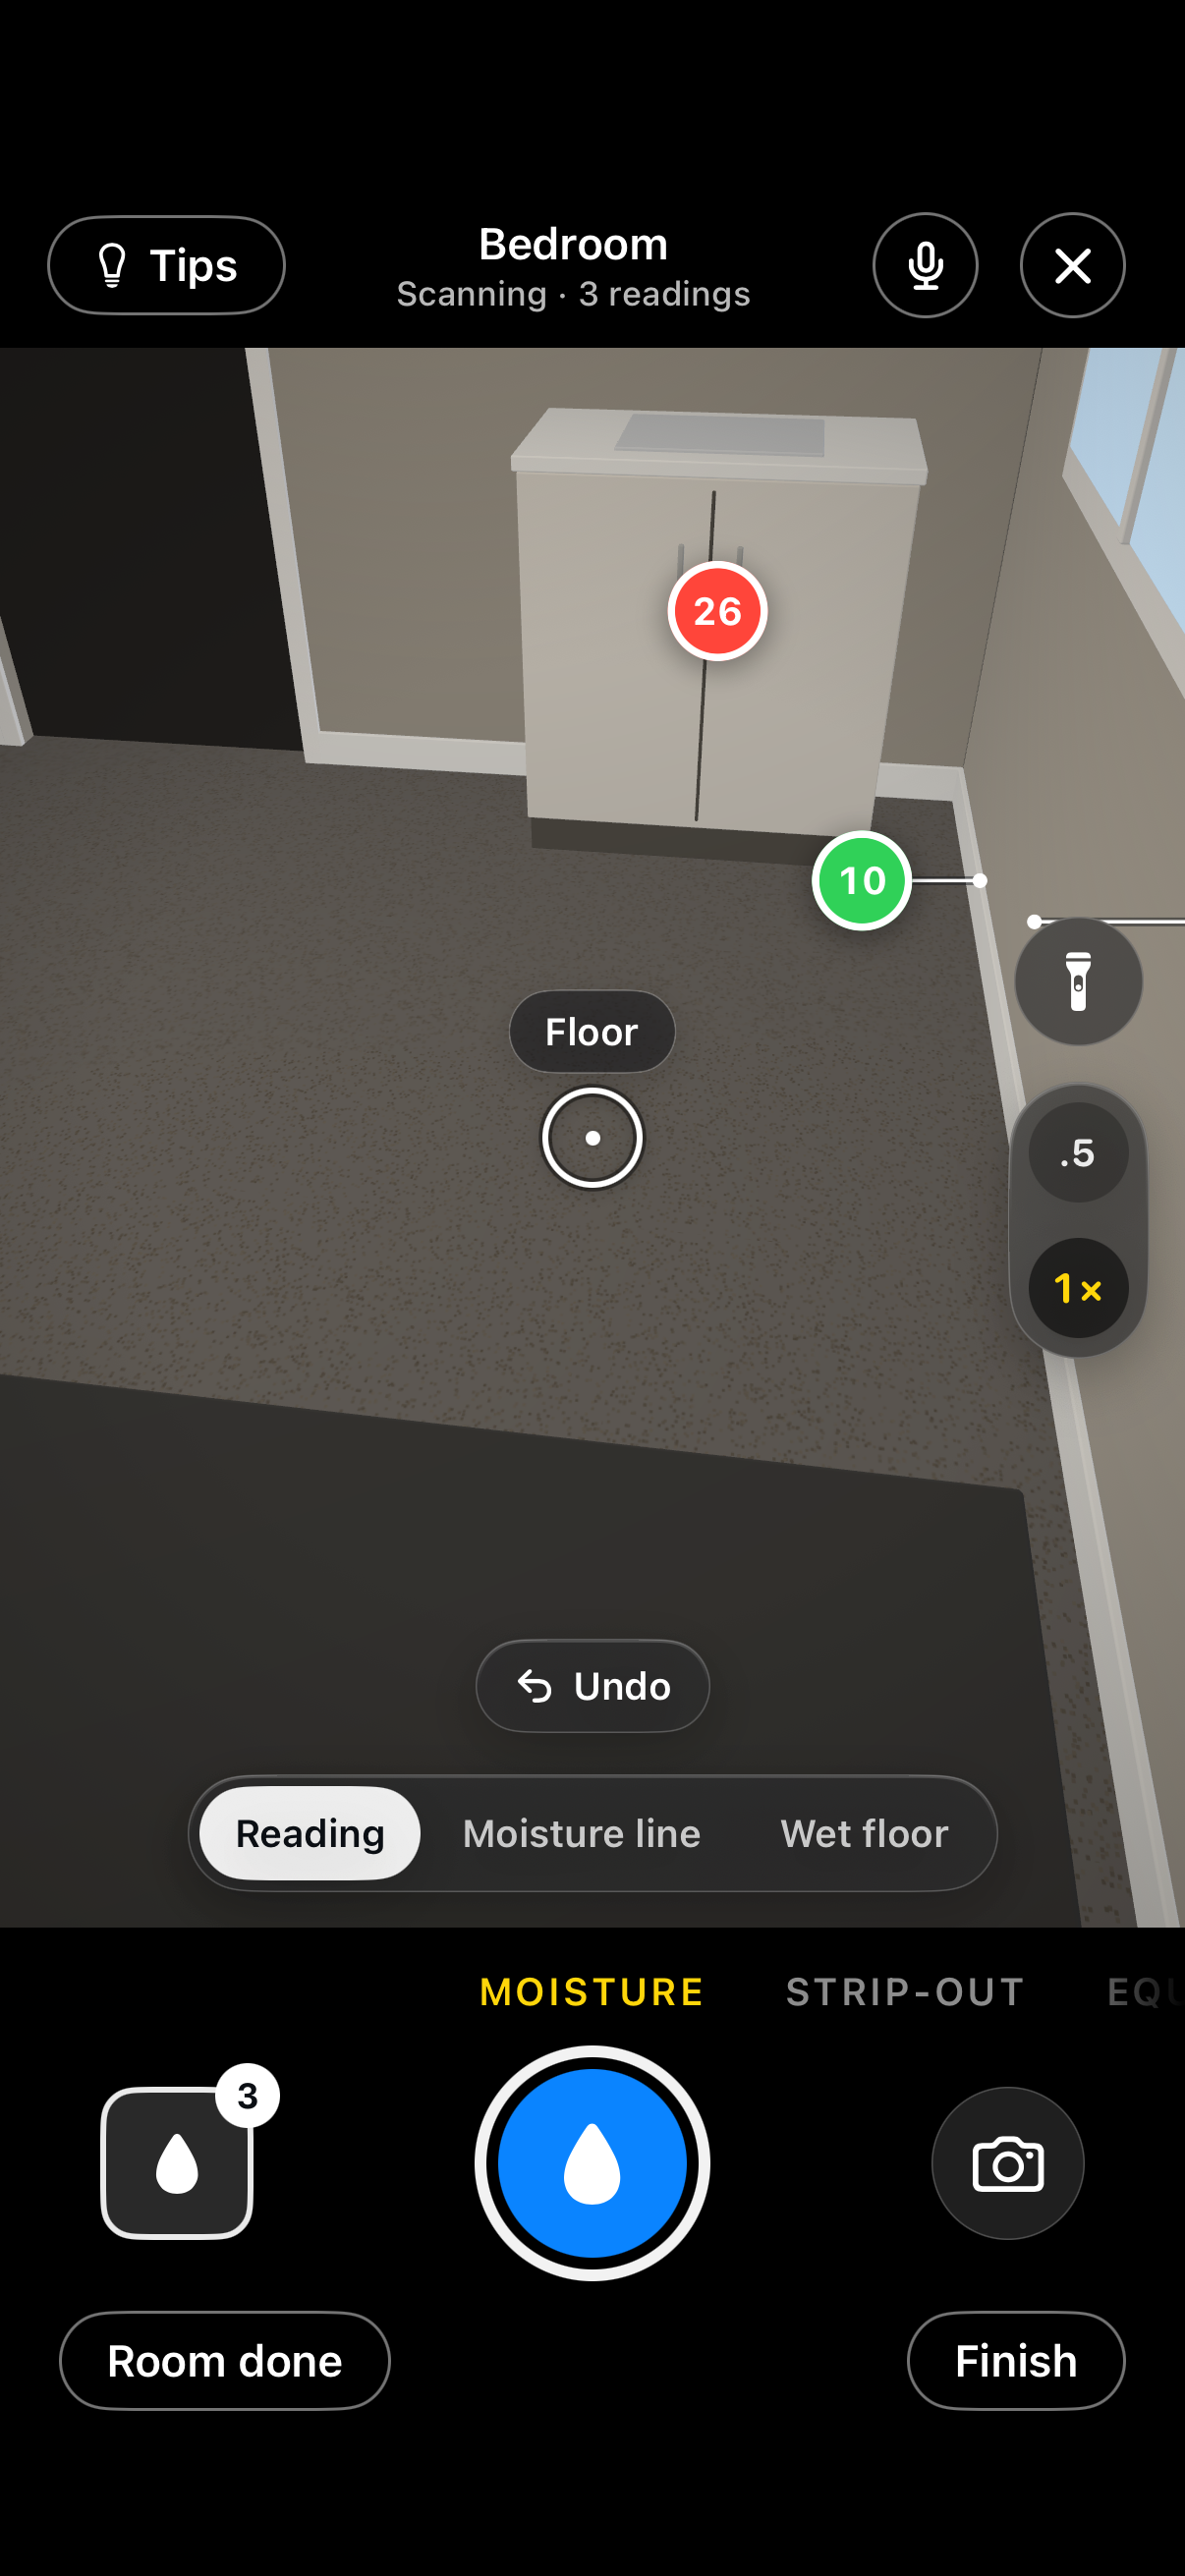 Tips
Bedroom
Scanning · 3 readings
26
10
Floor
.5
1×
Undo
Reading
Moisture line
Wet floor
MOISTURE
STRIP-OUT
3
Room done
Finish